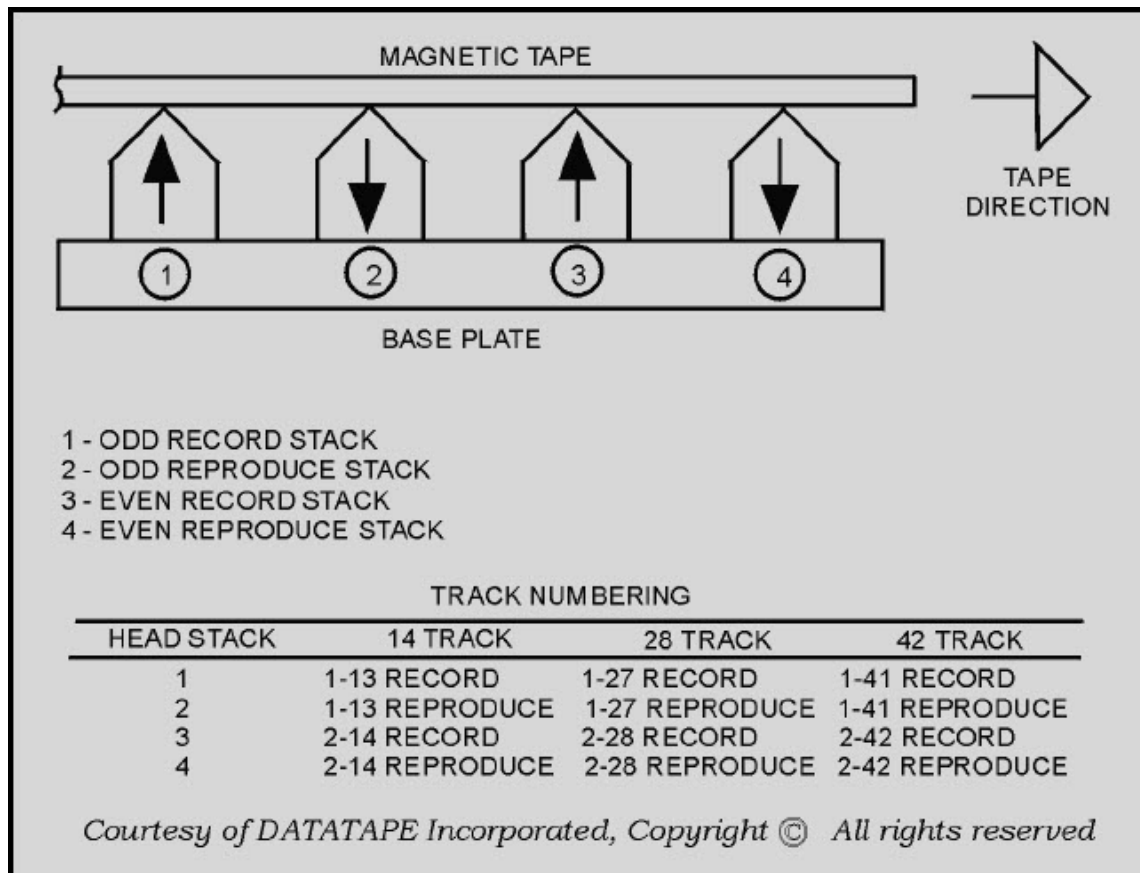 MAGNETIC TAPE
TAPE
DIRECTION
1
2
3
4
BASE PLATE
1 - ODD RECORD STACK
2 - ODD REPRODUCE STACK
3 - EVEN RECORD STACK
4 - EVEN REPRODUCE STACK
TRACK NUMBERING
HEAD STACK 14 TRACK 28 TRACK 42 TRACK
1 1-13 RECORD 1-27 RECORD 1-41 RECORD
2 1-13 REPRODUCE 1-27 REPRODUCE 1-41 REPRODUCE
3 2-14 RECORD 2-28 RECORD 2-42 RECORD
4 2-14 REPRODUCE 2-28 REPRODUCE 2-42 REPRODUCE
Courtesy of DATATAPE Incorporated, Copyright © All rights reserved